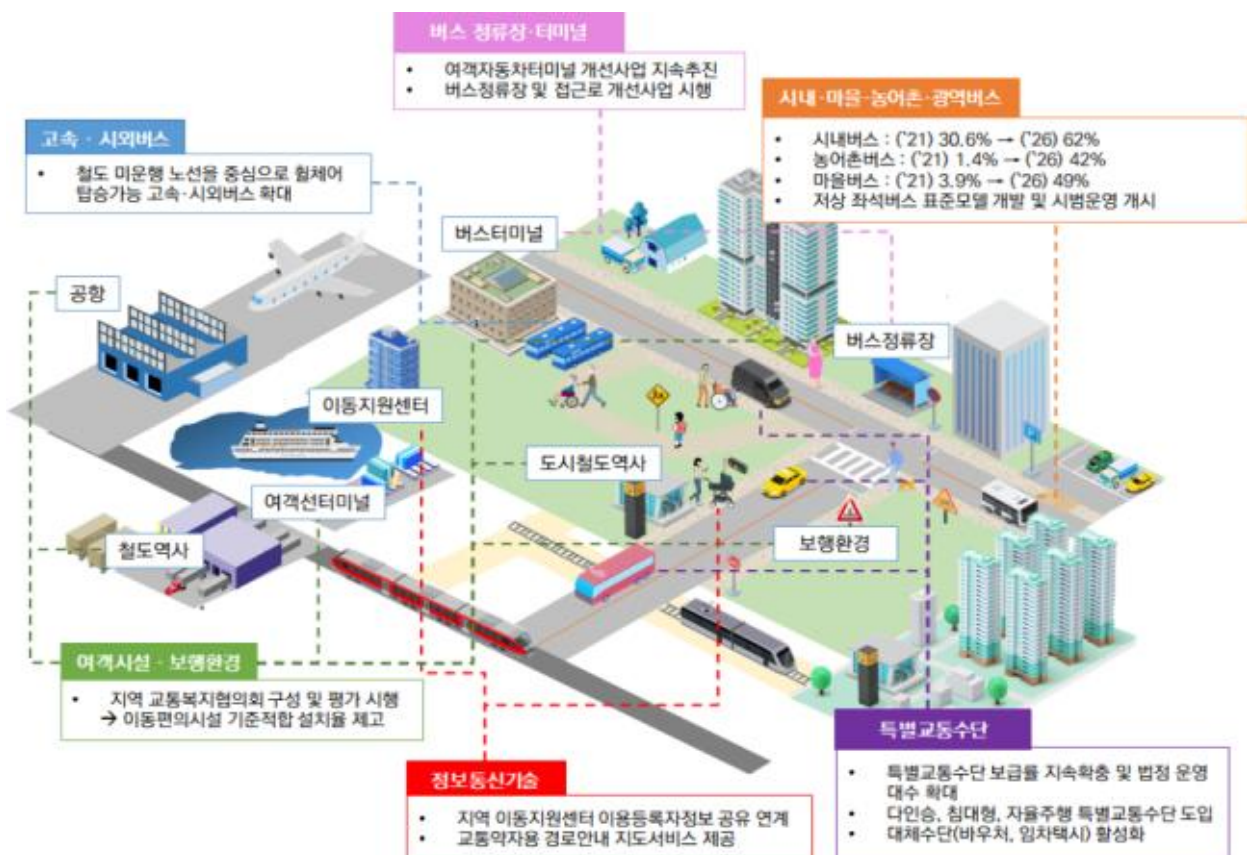 버스 정류장·터미널
• 여객자동차터미널 개선사업 지속추진
• 버스정류장 및 접근로 개선사업 시행
시내·마을·농어촌·광역버스
• 시내버스 : ('21) 30.6% → ('26) 62%
• 농어촌버스 : ('21) 1.4% → ('26) 42%
• 마을버스 : ('21) 3.9% → ('26) 49%
• 저상 좌석버스 표준모델 개발 및 시범운영 개시
고속·시외버스
• 철도 미운행 노선을 중심으로 휠체어
탑승가능 고속·시외버스 확대
버스터미널
공항
버스정류장
이동지원센터
도시철도역사
여객선터미널
철도역사
보행환경
여객시설·보행환경
• 지역 교통복지협의회 구성 및 평가 시행
→ 이동편의시설 기준적합 설치율 제고
정보통신기술
• 지역 이동지원센터 이용등록자정보 공유 연계
• 교통약자용 경로안내 지도서비스 제공
특별교통수단
• 특별교통수단 보급률 지속확충 및 법정 운영
대수 확대
• 다인승, 침대형, 자율주행 특별교통수단 도입
• 대체수단(바우처, 임차택시) 활성화